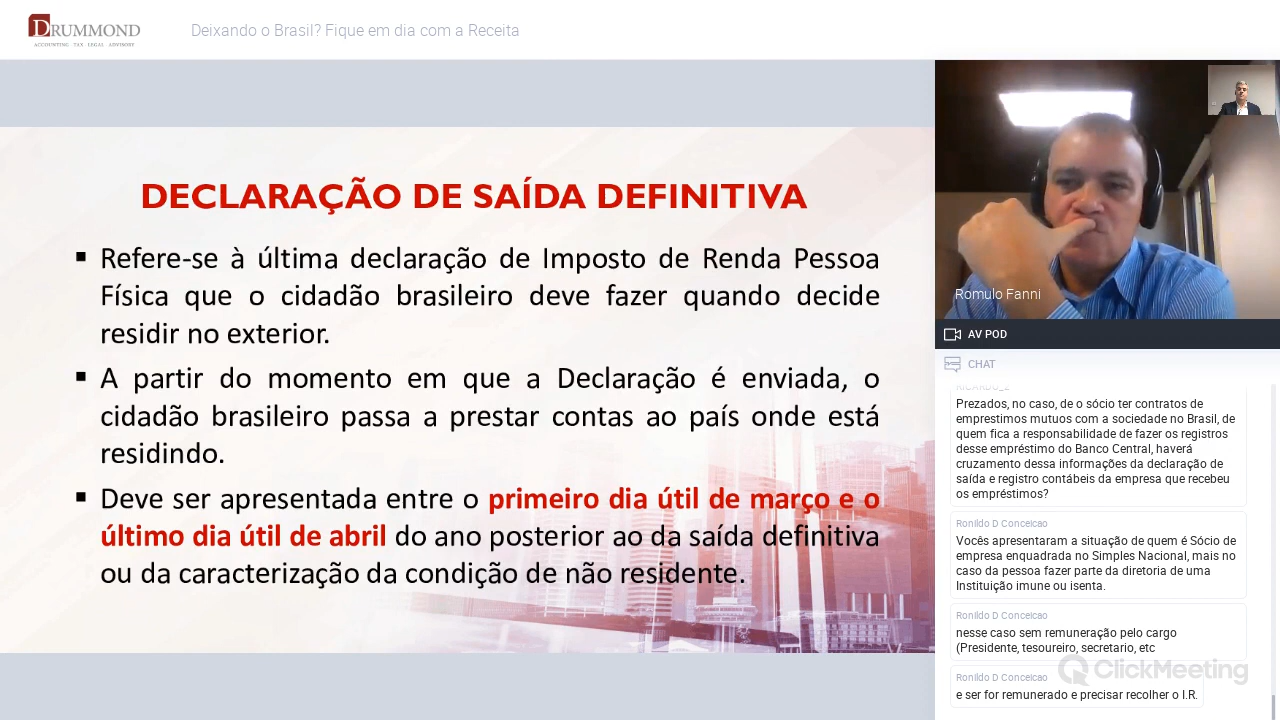 DRUMMOND
ACCOUNTING TAX LEGAL ADVISORY
Deixando o Brasil? Fique em dia com a Receita
DECLARAÇÃO DE SAÍDA DEFINITIVA
▪ Refere-se à última declaração de Imposto de Renda Pessoa
Física que o cidadão brasileiro deve fazer quando decide
residir no exterior.
▪ A partir do momento em que a Declaração é enviada, o
cidadão brasileiro passa a prestar contas ao país onde está
residindo.
▪ Deve ser apresentada entre o primeiro dia útil de março e o
último dia útil de abril do ano posterior ao da saída definitiva
ou da caracterização da condição de não residente.
Romulo Fanni
AV POD
CHAT
Prezados, no caso, de o sócio ter contratos de
emprestimos mutuos com a sociedade no Brasil, de
quem fica a responsabilidade de fazer os registros
desse empréstimo do Banco Central, haverá
cruzamento dessa informações da declaração de
saída e registro contábeis da empresa que recebeu
os empréstimos?
Ronildo D Conceicao
Vocês apresentaram a situação de quem é Sócio de
empresa enquadrada no Simples Nacional, mais no
caso da pessoa fazer parte da diretoria de uma
Instituição imune ou isenta
Ronildo D Conceicao
nesse caso sem remuneração pelo cargo
(Presidente, tesoureiro, secretario, etc
Ronildo D Conceicao
e ser for remunerado e precisar recolher o I.R.
ClickMeeting